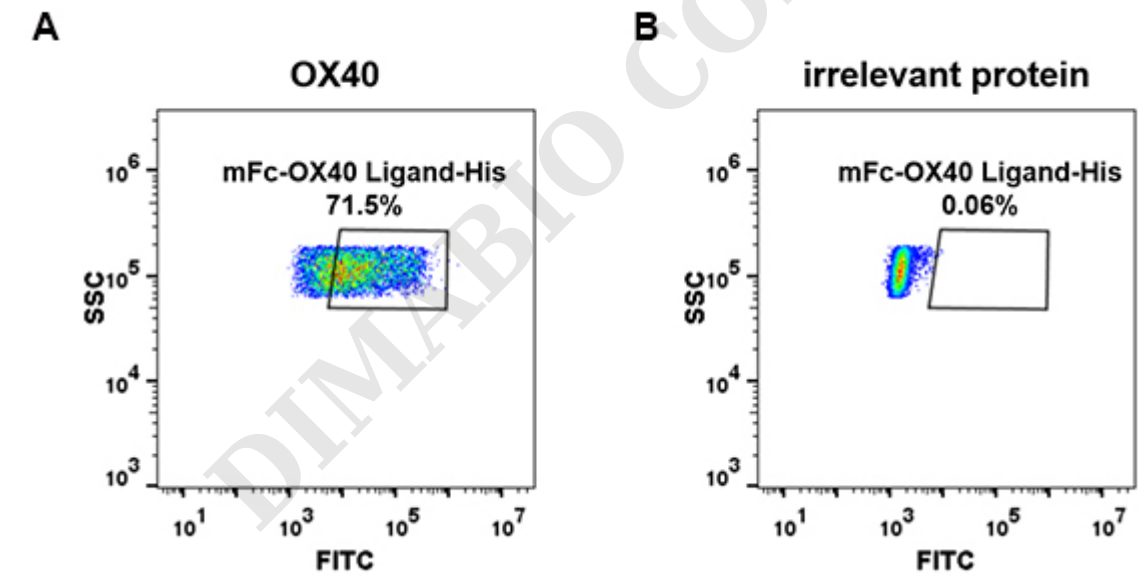 A
B
OX40
irrelevant protein
mFc-OX40 Ligand-His
71.5%
mFc-OX40 Ligand-His
0.06%
SSC
10^6
10^5
10^4
10^3
10^1
10^3
10^5
10^7
FITC
SSC
10^6
10^5
10^4
10^3
10^1
10^3
10^5
10^7
FITC
DIMABIO